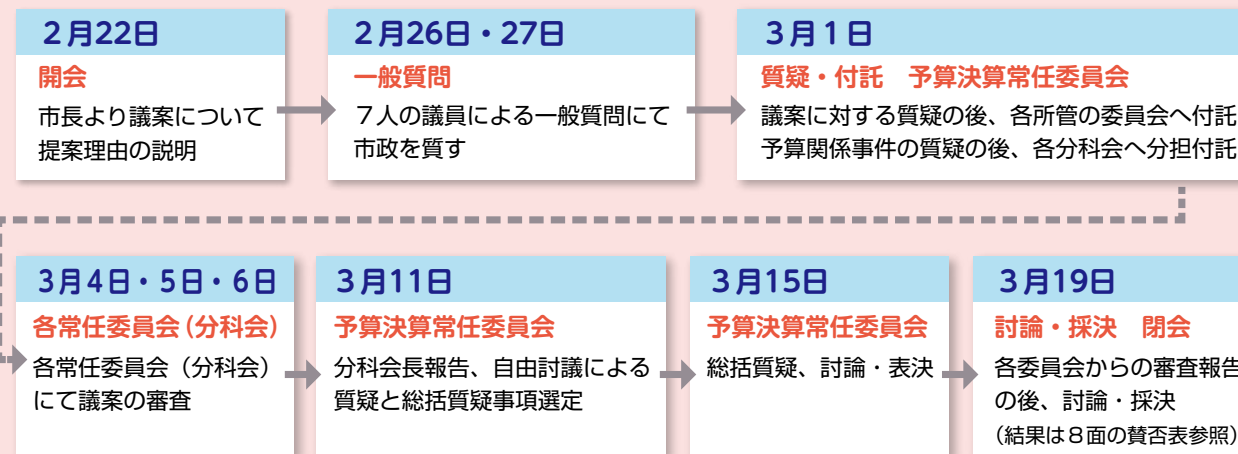 ２月22日
開会
市長より議案について
提案理由の説明
２月26日・27日
一般質問
７人の議員による一般質問にて
市政を質す
３月１日
質疑・付託　予算決算常任委員会
議案に対する質疑の後、各所管の委員会へ付託
予算関係事件の質疑の後、各分科会へ分担付託
3月4日・5日・6日
各常任委員会（分科会）
各常任委員会（分科会）
にて議案の審査
３月11日
予算決算常任委員会
分科会長報告、自由討議による
質疑と総括質疑事項選定
３月15日
予算決算常任委員会
総括質疑、討論・表決
３月19日
討論・採決　閉会
各委員会からの審査報告
の後、討論・採決
（結果は８面の賛否表参照）